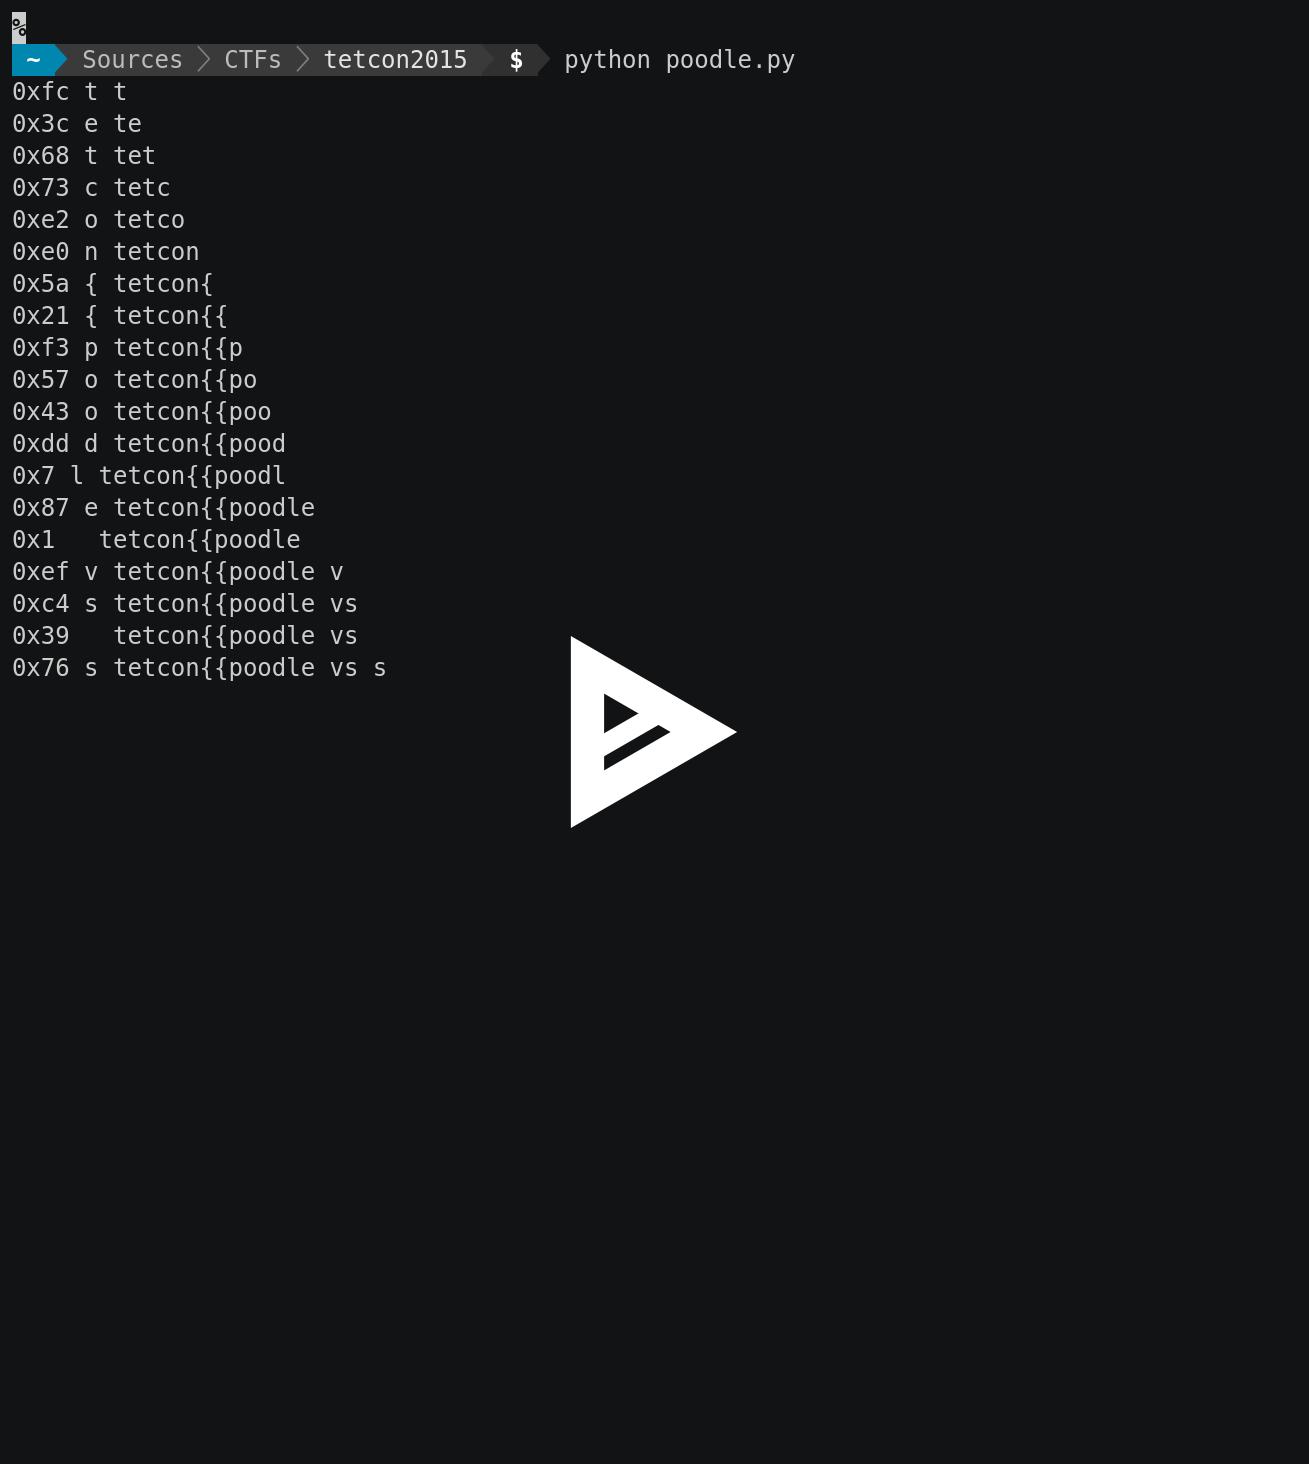 %
~ Sources CTFs tetcon2015 $ python poodle.py
0xfc t t
0x3c e te
0x68 t tet
0x73 c tetc
0xe2 o tetco
0xe0 n tetcon
0x5a { tetcon{
0x21 { tetcon{{
0xf3 p tetcon{{p
0x57 o tetcon{{po
0x43 o tetcon{{poo
0xdd d tetcon{{pood
0x7 l tetcon{{poodl
0x87 e tetcon{{poodle
0x1   tetcon{{poodle
0xef v tetcon{{poodle v
0xc4 s tetcon{{poodle vs
0x39   tetcon{{poodle vs
0x76 s tetcon{{poodle vs s